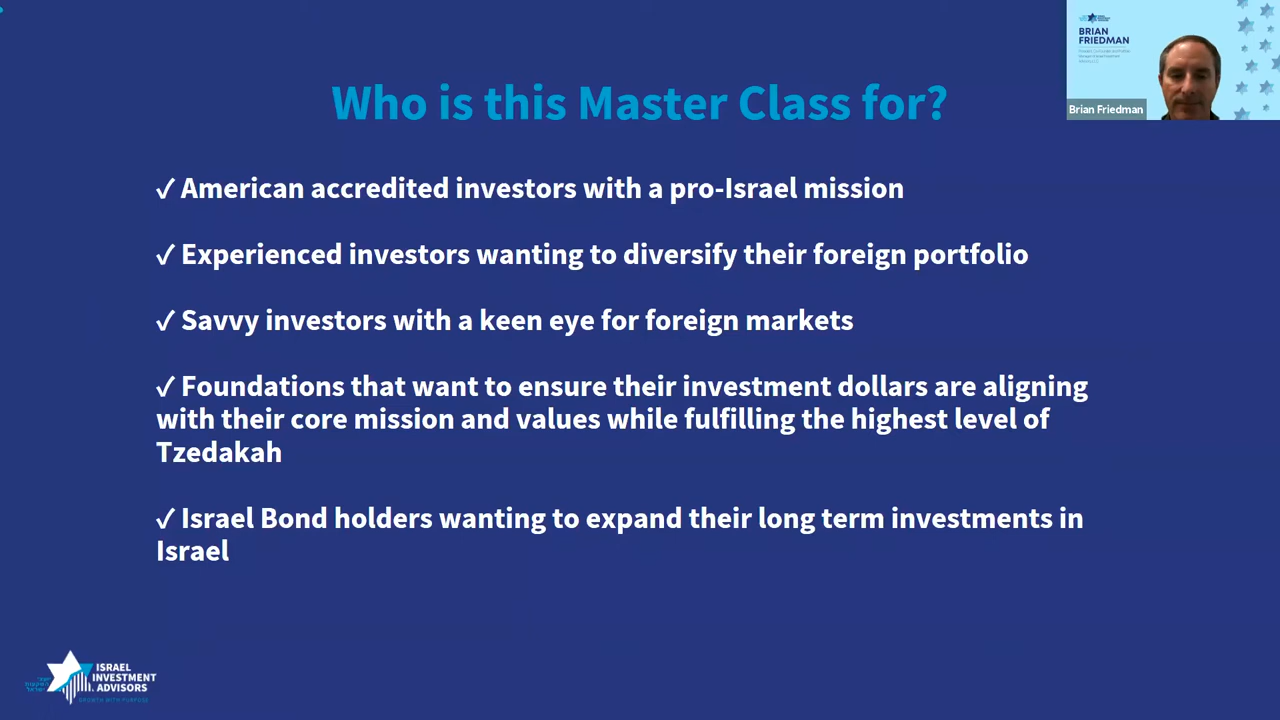 Who is this Master Class for?
✓ American accredited investors with a pro-Israel mission
✓ Experienced investors wanting to diversify their foreign portfolio
✓ Savvy investors with a keen eye for foreign markets
✓ Foundations that want to ensure their investment dollars are aligning
with their core mission and values while fulfilling the highest level of
Tzedakah
✓ Israel Bond holders wanting to expand their long term investments in
Israel
BRIAN
FRIEDMAN
Brian Friedman
ISRAEL
INVESTMENT
ADVISORS
GROWTH WITH PURPOSE